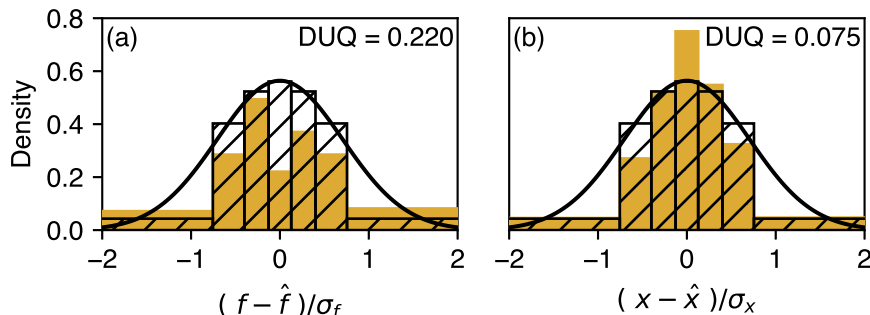 (a) DUQ = 0.220
(b) DUQ = 0.075
Density
0.8
0.6
0.4
0.2
0.0
−2 −1 0 1 2
−2 −1 0 1 2
( f − f̂ )/σ_f
( x − x̂ )/σ_x